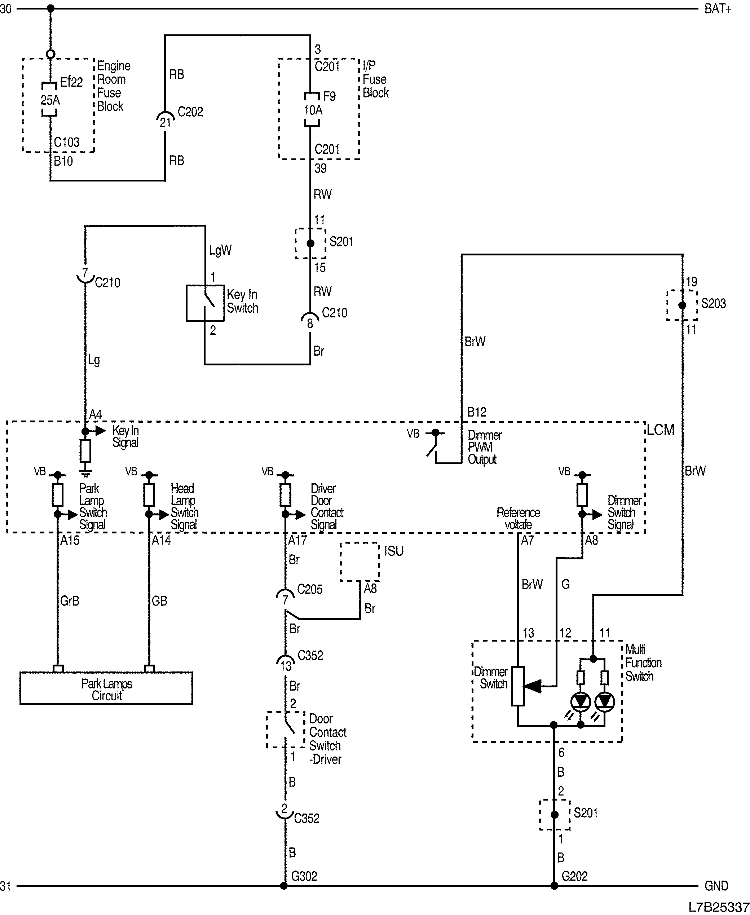 30
BAT+
Engine
Room
Fuse
Block
Ef22
25A
C103
B10
RB
C202
21
RB
3
C201
I/P
Fuse
Block
F9
10A
C201
39
RW
11
S201
15
RW
C210
8
Br
LgW
1
Key In
Switch
2
7
C210
Lg
A4
Key In
Signal
BrW
19
S203
11
BrW
B12
LCM
VB
Dimmer
PWM
Output
VB
Park
Lamp
Switch
Signal
VB
Head
Lamp
Switch
Signal
VB
Driver
Door
Contact
Signal
Reference
voltafe
VB
Dimmer
Switch
Signal
A15
A14
A17
A7
A8
GrB
GB
Park Lamps
Circuit
Br
ISU
A8
Br
C205
7
Br
C352
13
Br
2
Door
Contact
Switch
-Driver
1
B
2
C352
B
G302
BrW
G
13
12
11
Dimmer
Switch
Multi
Function
Switch
6
B
2
S201
1
B
G202
31
GND
L7B25337